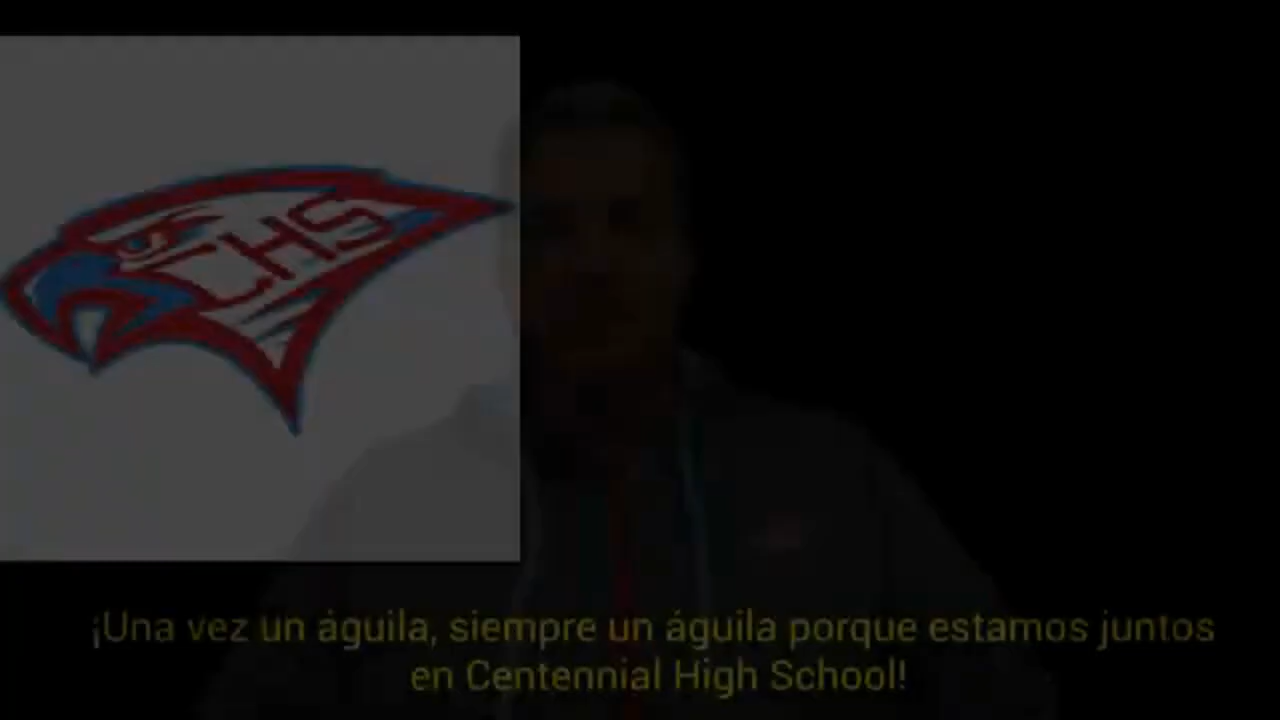 CHS
¡Una vez un águila, siempre un águila porque estamos juntos
en Centennial High School!